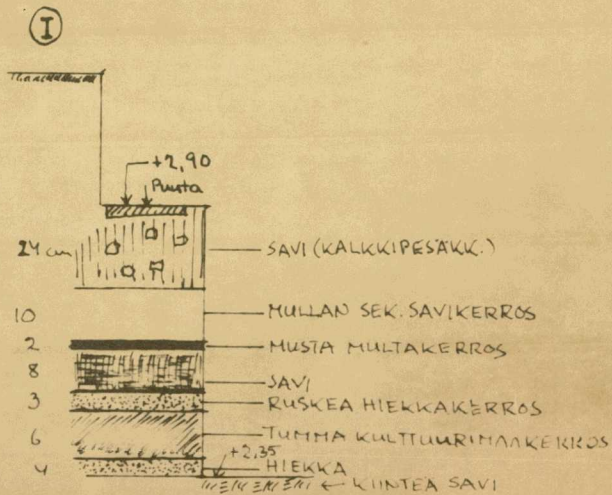 I
+2,90
Puuta
24 cm SAVI (KALKKIPESÄKK.)
10 MULLAN SEK. SAVIKERROS
2 MUSTA MULTAKERROS
8 SAVI
3 RUSKEA HIEKKAKERROS
6 TUMMA KULTTUURIMAAKERROS
+2,35
4 HIEKKA
← KIINTEÄ SAVI